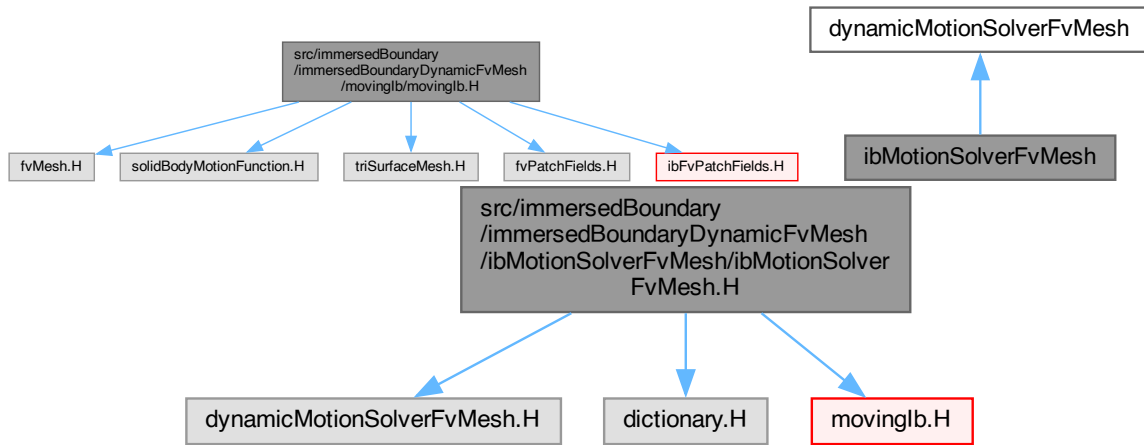 src/immersedBoundary
/immersedBoundaryDynamicFvMesh
/movingIb/movingIb.H
fvMesh.H
solidBodyMotionFunction.H
triSurfaceMesh.H
fvPatchFields.H
ibFvPatchFields.H
dynamicMotionSolverFvMesh
ibMotionSolverFvMesh
src/immersedBoundary
/immersedBoundaryDynamicFvMesh
/ibMotionSolverFvMesh/ibMotionSolver
FvMesh.H
dynamicMotionSolverFvMesh.H
dictionary.H
movingIb.H